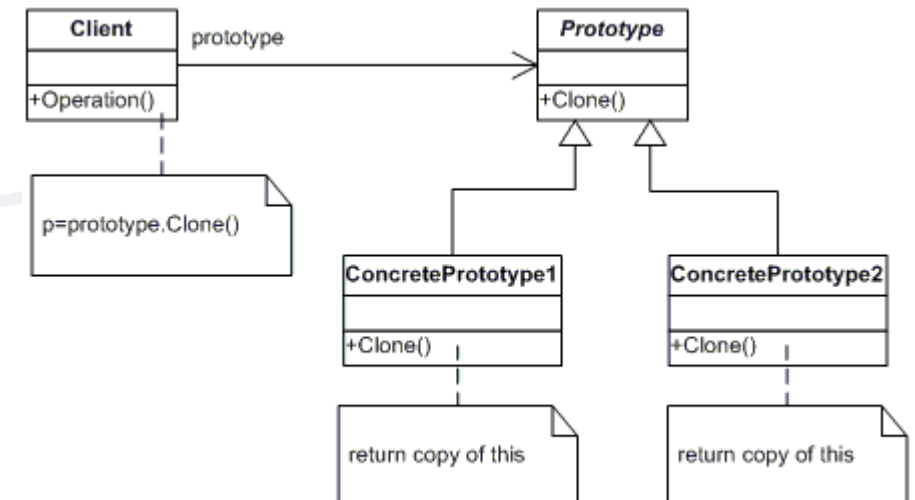 Client
prototype
Prototype
+Operation()
+Clone()
p=prototype.Clone()
ConcretePrototype1
ConcretePrototype2
+Clone()
+Clone()
return copy of this
return copy of this